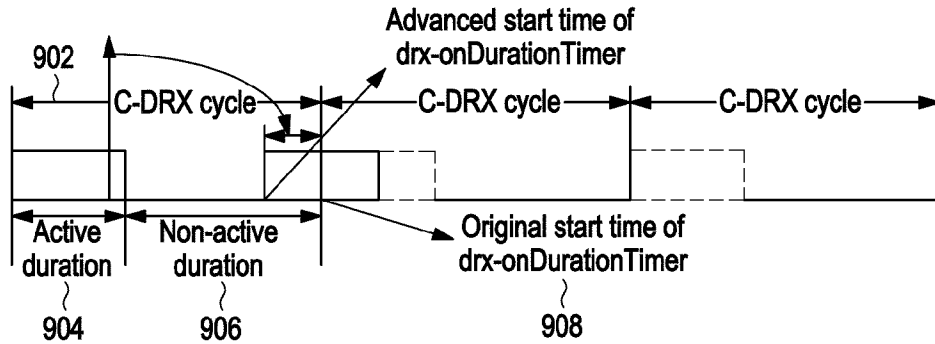 Advanced start time of
drx-onDurationTimer
902
C-DRX cycle
C-DRX cycle
C-DRX cycle
Active
duration
Non-active
duration
Original start time of
drx-onDurationTimer
904
906
908